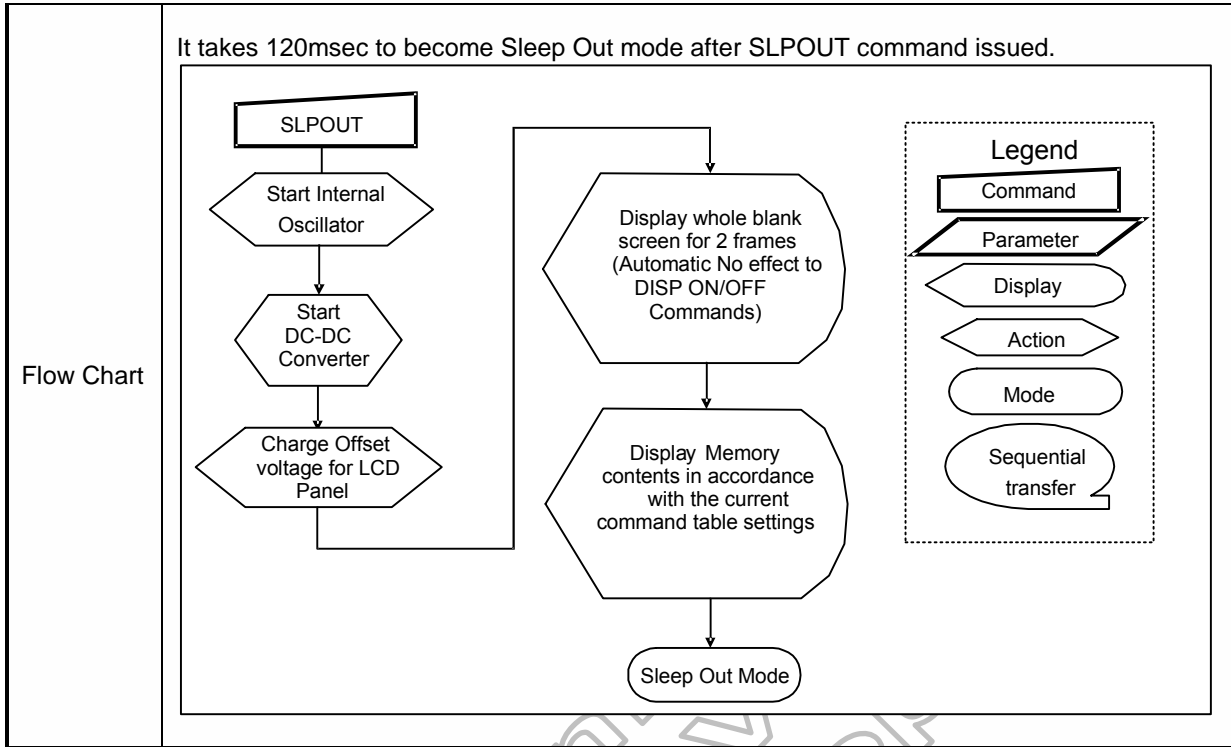 Flow Chart
It takes 120msec to become Sleep Out mode after SLPOUT command issued.
SLPOUT
Start Internal
Oscillator
Start
DC-DC
Converter
Charge Offset
voltage for LCD
Panel
Display whole blank
screen for 2 frames
(Automatic No effect to
DISP ON/OFF
Commands)
Display Memory
contents in accordance
with the current
command table settings
Sleep Out Mode
Legend
Command
Parameter
Display
Action
Mode
Sequential
transfer